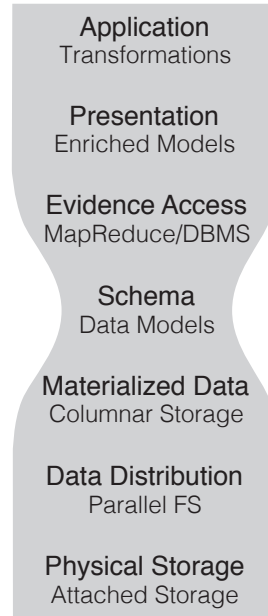 Application
Transformations
Presentation
Enriched Models
Evidence Access
MapReduce/DBMS
Schema
Data Models
Materialized Data
Columnar Storage
Data Distribution
Parallel FS
Physical Storage
Attached Storage